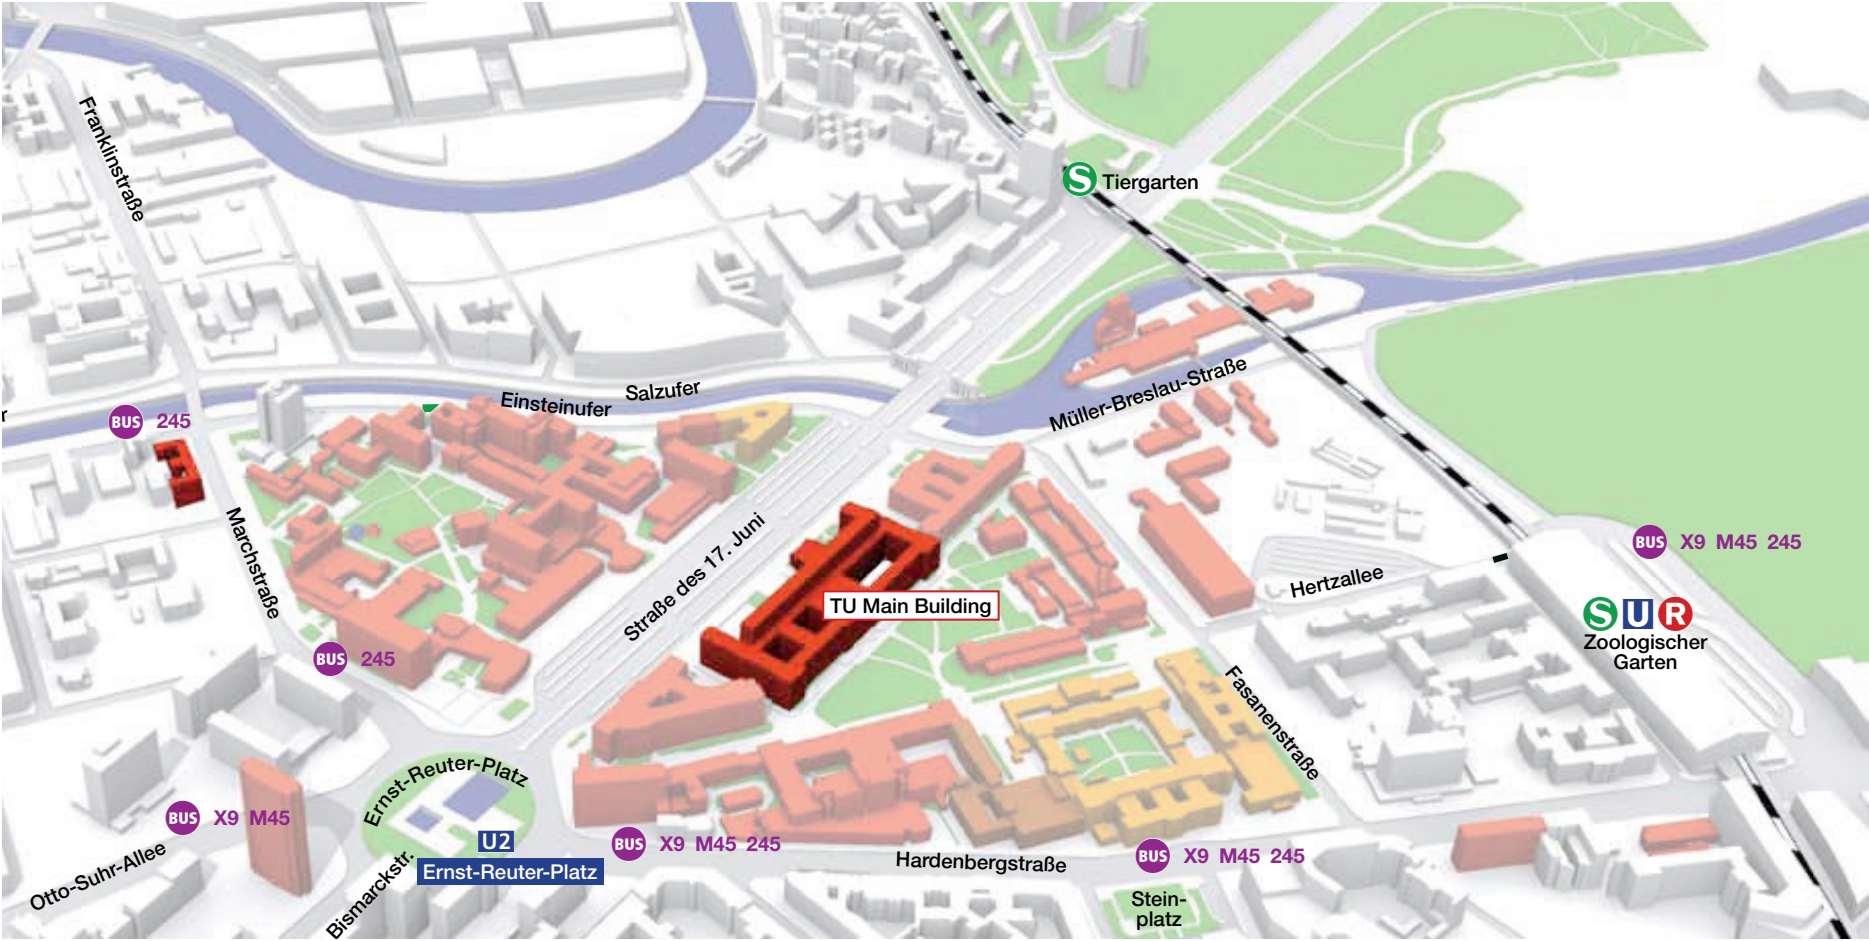 Franklinstraße
S Tiergarten
Salzufer
Einsteinufer
Müller-Breslau-Straße
r
BUS 245
Marchstraße
Straße des 17. Juni
BUS X9 M45 245
Hertzallee
TU Main Building
S U R
Zoologischer
Garten
BUS 245
Fasanenstraße
Ernst-Reuter-Platz
BUS X9 M45
U2
Ernst-Reuter-Platz
BUS X9 M45 245
Hardenbergstraße
BUS X9 M45 245
Otto-Suhr-Allee
Bismarckstr.
Stein-
platz